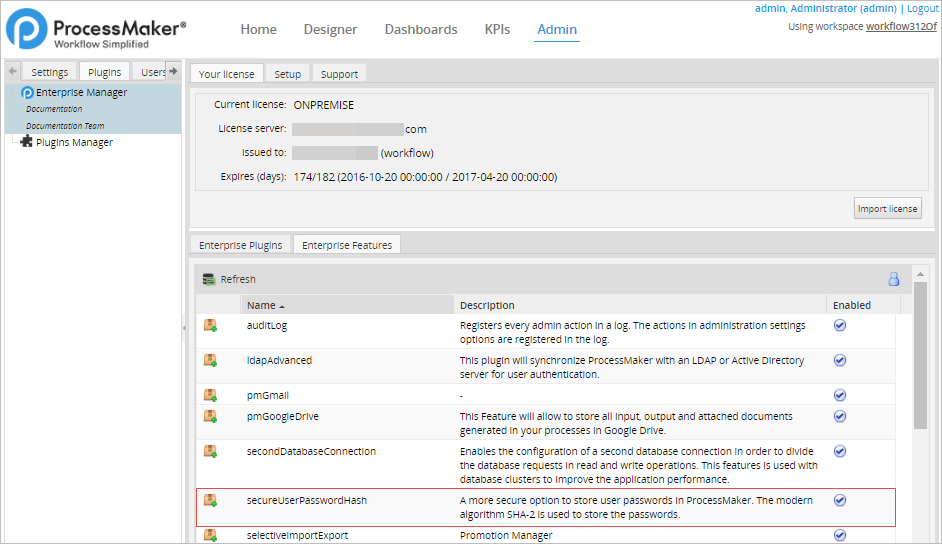 admin, Administrator (admin) | Logout
Using workspace workflow312Of
ProcessMaker®
Workflow Simplified
Home Designer Dashboards KPIs Admin
Settings Plugins Users
Enterprise Manager
Documentation
Documentation Team
Plugins Manager
Your license Setup Support
Current license: ONPREMISE
License server: com
Issued to: (workflow)
Expires (days): 174/182 (2016-10-20 00:00:00 / 2017-04-20 00:00:00)
Import license
Enterprise Plugins Enterprise Features
Refresh
Name Description Enabled
auditLog Registers every admin action in a log. The actions in administration settings
options are registered in the log.
ldapAdvanced This plugin will synchronize ProcessMaker with an LDAP or Active Directory
server for user authentication.
pmGmail -
pmGoogleDrive This Feature will allow to store all input, output and attached documents
generated in your processes in Google Drive.
secondDatabaseConnection Enables the configuration of a second database connection in order to divide
the database requests in read and write operations. This features is used with
database clusters to improve the application performance.
secureUserPasswordHash A more secure option to store user passwords in ProcessMaker. The modern
algorithm SHA-2 is used to store the passwords.
selectiveImportExport Promotion Manager